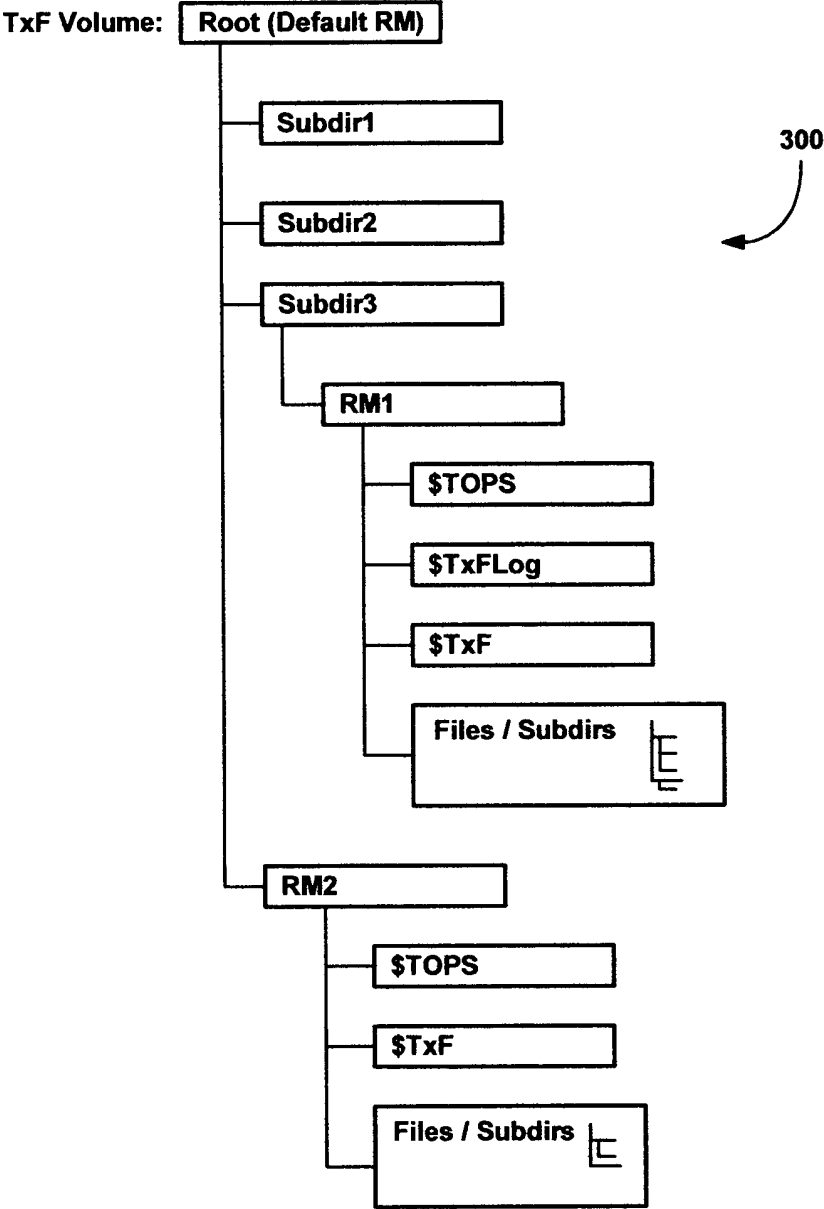 TxF Volume:
Root (Default RM)
Subdir1
300
Subdir2
Subdir3
RM1
$TOPS
$TxFLog
$TxF
Files / Subdirs
RM2
$TOPS
$TxF
Files / Subdirs